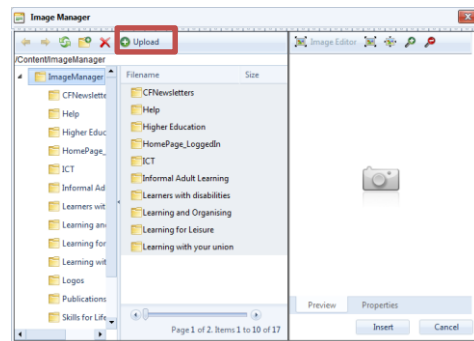 Image Manager
Upload
Image Editor
/Content/ImageManager
ImageManager
CFNewslette
Help
Higher Educ
HomePage_
ICT
Informal Ad
Learners wit
Learning an
Learning for
Learning wit
Logos
Publications
Skills for Life
Filename Size
CFNewsletters
Help
Higher Education
HomePage_LoggedIn
ICT
Informal Adult Learning
Learners with disabilities
Learning and Organising
Learning for Leisure
Learning with your union
Page 1 of 2. Items 1 to 10 of 17
Preview Properties
Insert Cancel